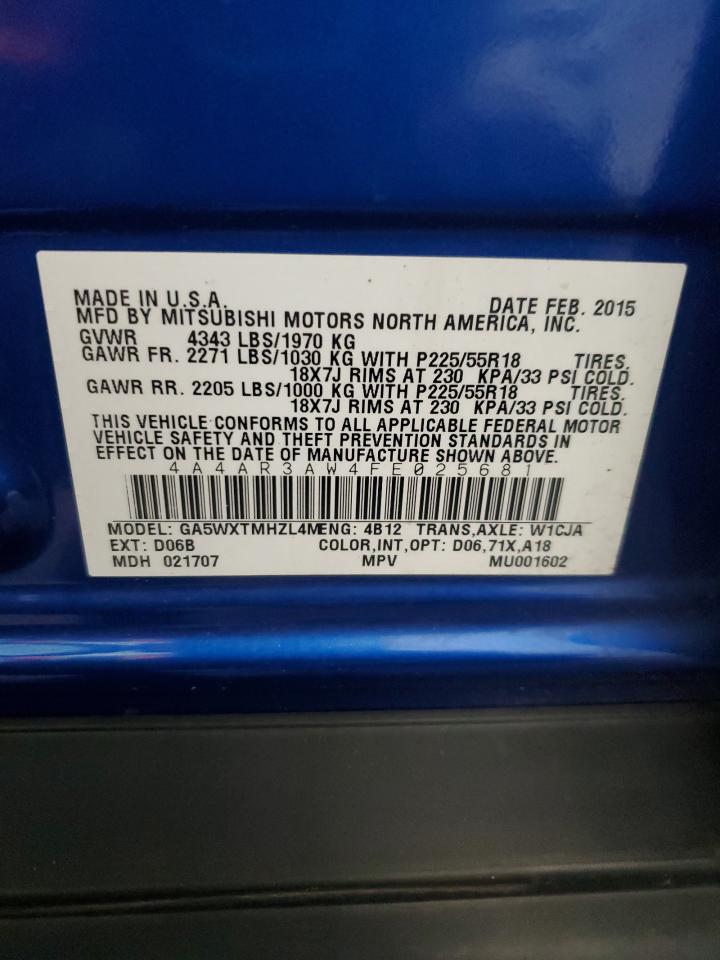 MADE IN U.S.A. DATE FEB. 2015
MFD BY MITSUBISHI MOTORS NORTH AMERICA, INC.
GVWR 4343 LBS/1970 KG
GAWR FR. 2271 LBS/1030 KG WITH P225/55R18 TIRES,
18X7J RIMS AT 230 KPA/33 PSI COLD.
GAWR RR. 2205 LBS/1000 KG WITH P225/55R18 TIRES,
18X7J RIMS AT 230 KPA/33 PSI COLD.
THIS VEHICLE CONFORMS TO ALL APPLICABLE FEDERAL MOTOR
VEHICLE SAFETY AND THEFT PREVENTION STANDARDS IN
EFFECT ON THE DATE OF MANUFACTURE SHOWN ABOVE.
4A4AR3AW4FE025681
MODEL: GA5WXTMHZL4M ENG: 4B12 TRANS,AXLE: W1CJA
EXT: D06B COLOR,INT,OPT: D06,71X,A18
MDH 021707 MPV MU001602